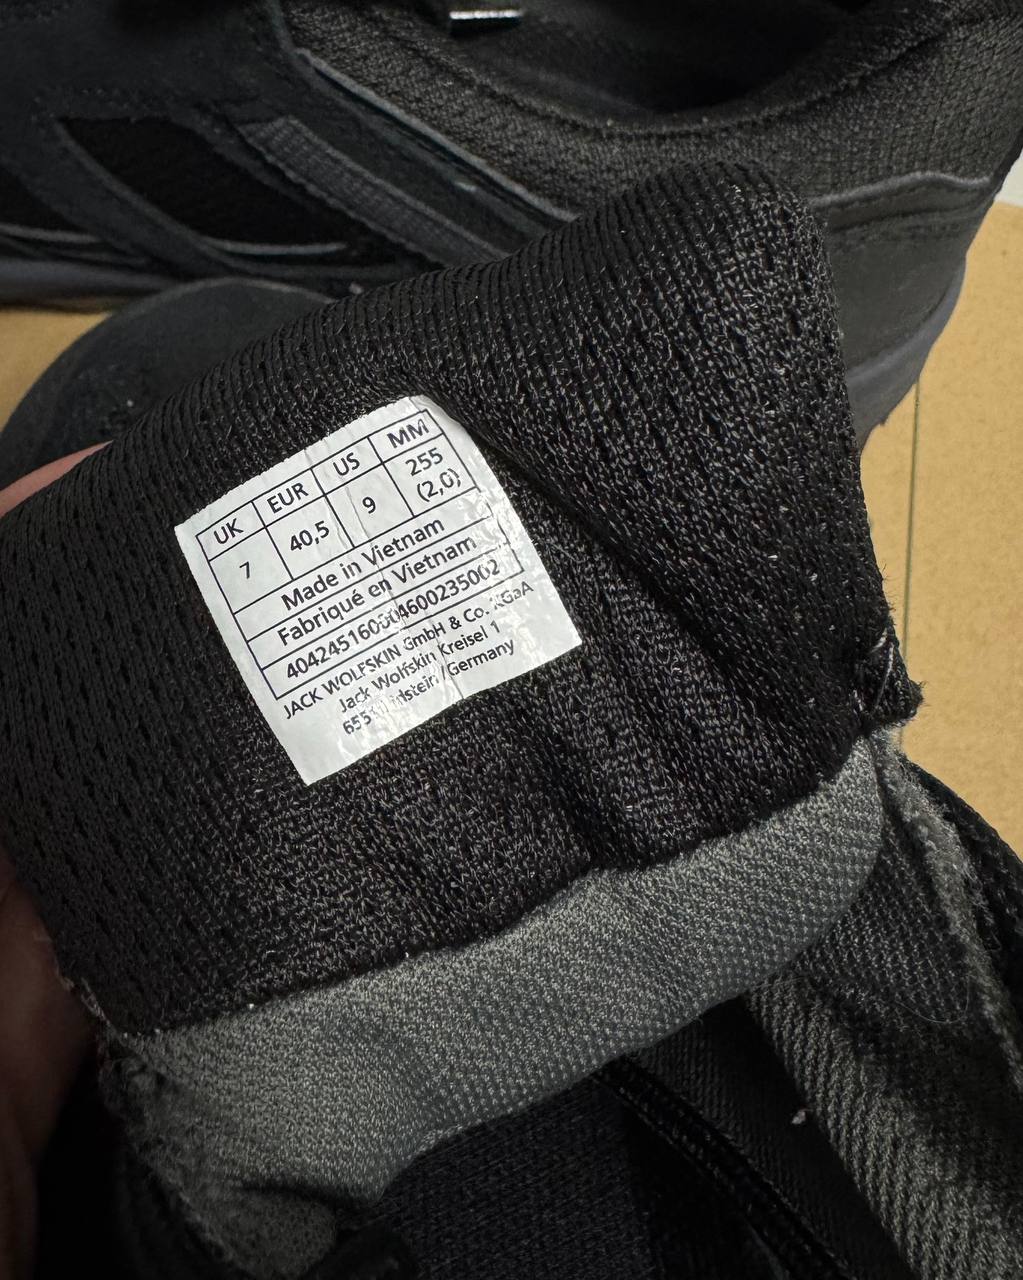 UK EUR US MM
7 40,5 9 255 (2,0)
Made in Vietnam
Fabriqué en Vietnam
JACK WOLFSKIN GmbH & Co. KGaA
Jack Wolfskin Kreisel 1
Germany